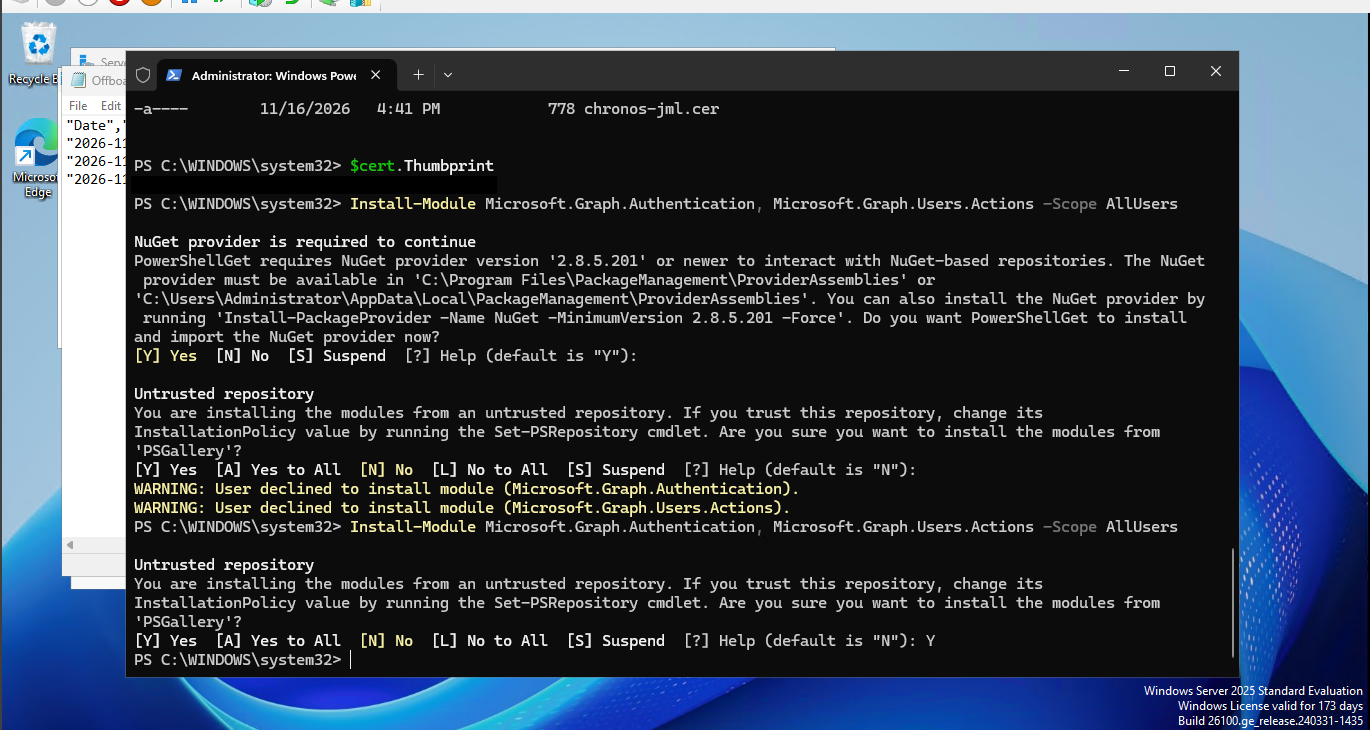 Recycle B
Serve
Offboa
File Edit
"Date","
"2026-11
"2026-11
"2026-11
Microsof
Edge
Administrator: Windows Powe
-a---- 11/16/2026 4:41 PM 778 chronos-jml.cer
PS C:\WINDOWS\system32> $cert.Thumbprint
PS C:\WINDOWS\system32> Install-Module Microsoft.Graph.Authentication, Microsoft.Graph.Users.Actions -Scope AllUsers
NuGet provider is required to continue
PowerShellGet requires NuGet provider version '2.8.5.201' or newer to interact with NuGet-based repositories. The NuGet
provider must be available in 'C:\Program Files\PackageManagement\ProviderAssemblies' or
'C:\Users\Administrator\AppData\Local\PackageManagement\ProviderAssemblies'. You can also install the NuGet provider by
running 'Install-PackageProvider -Name NuGet -MinimumVersion 2.8.5.201 -Force'. Do you want PowerShellGet to install
and import the NuGet provider now?
[Y] Yes [N] No [S] Suspend [?] Help (default is "Y"):
Untrusted repository
You are installing the modules from an untrusted repository. If you trust this repository, change its
InstallationPolicy value by running the Set-PSRepository cmdlet. Are you sure you want to install the modules from
'PSGallery'?
[Y] Yes [A] Yes to All [N] No [L] No to All [S] Suspend [?] Help (default is "N"):
WARNING: User declined to install module (Microsoft.Graph.Authentication).
WARNING: User declined to install module (Microsoft.Graph.Users.Actions).
PS C:\WINDOWS\system32> Install-Module Microsoft.Graph.Authentication, Microsoft.Graph.Users.Actions -Scope AllUsers
Untrusted repository
You are installing the modules from an untrusted repository. If you trust this repository, change its
InstallationPolicy value by running the Set-PSRepository cmdlet. Are you sure you want to install the modules from
'PSGallery'?
[Y] Yes [A] Yes to All [N] No [L] No to All [S] Suspend [?] Help (default is "N"): Y
PS C:\WINDOWS\system32>
Windows Server 2025 Standard Evaluation
Windows License valid for 173 days
Build 26100.ge_release.240331-1435